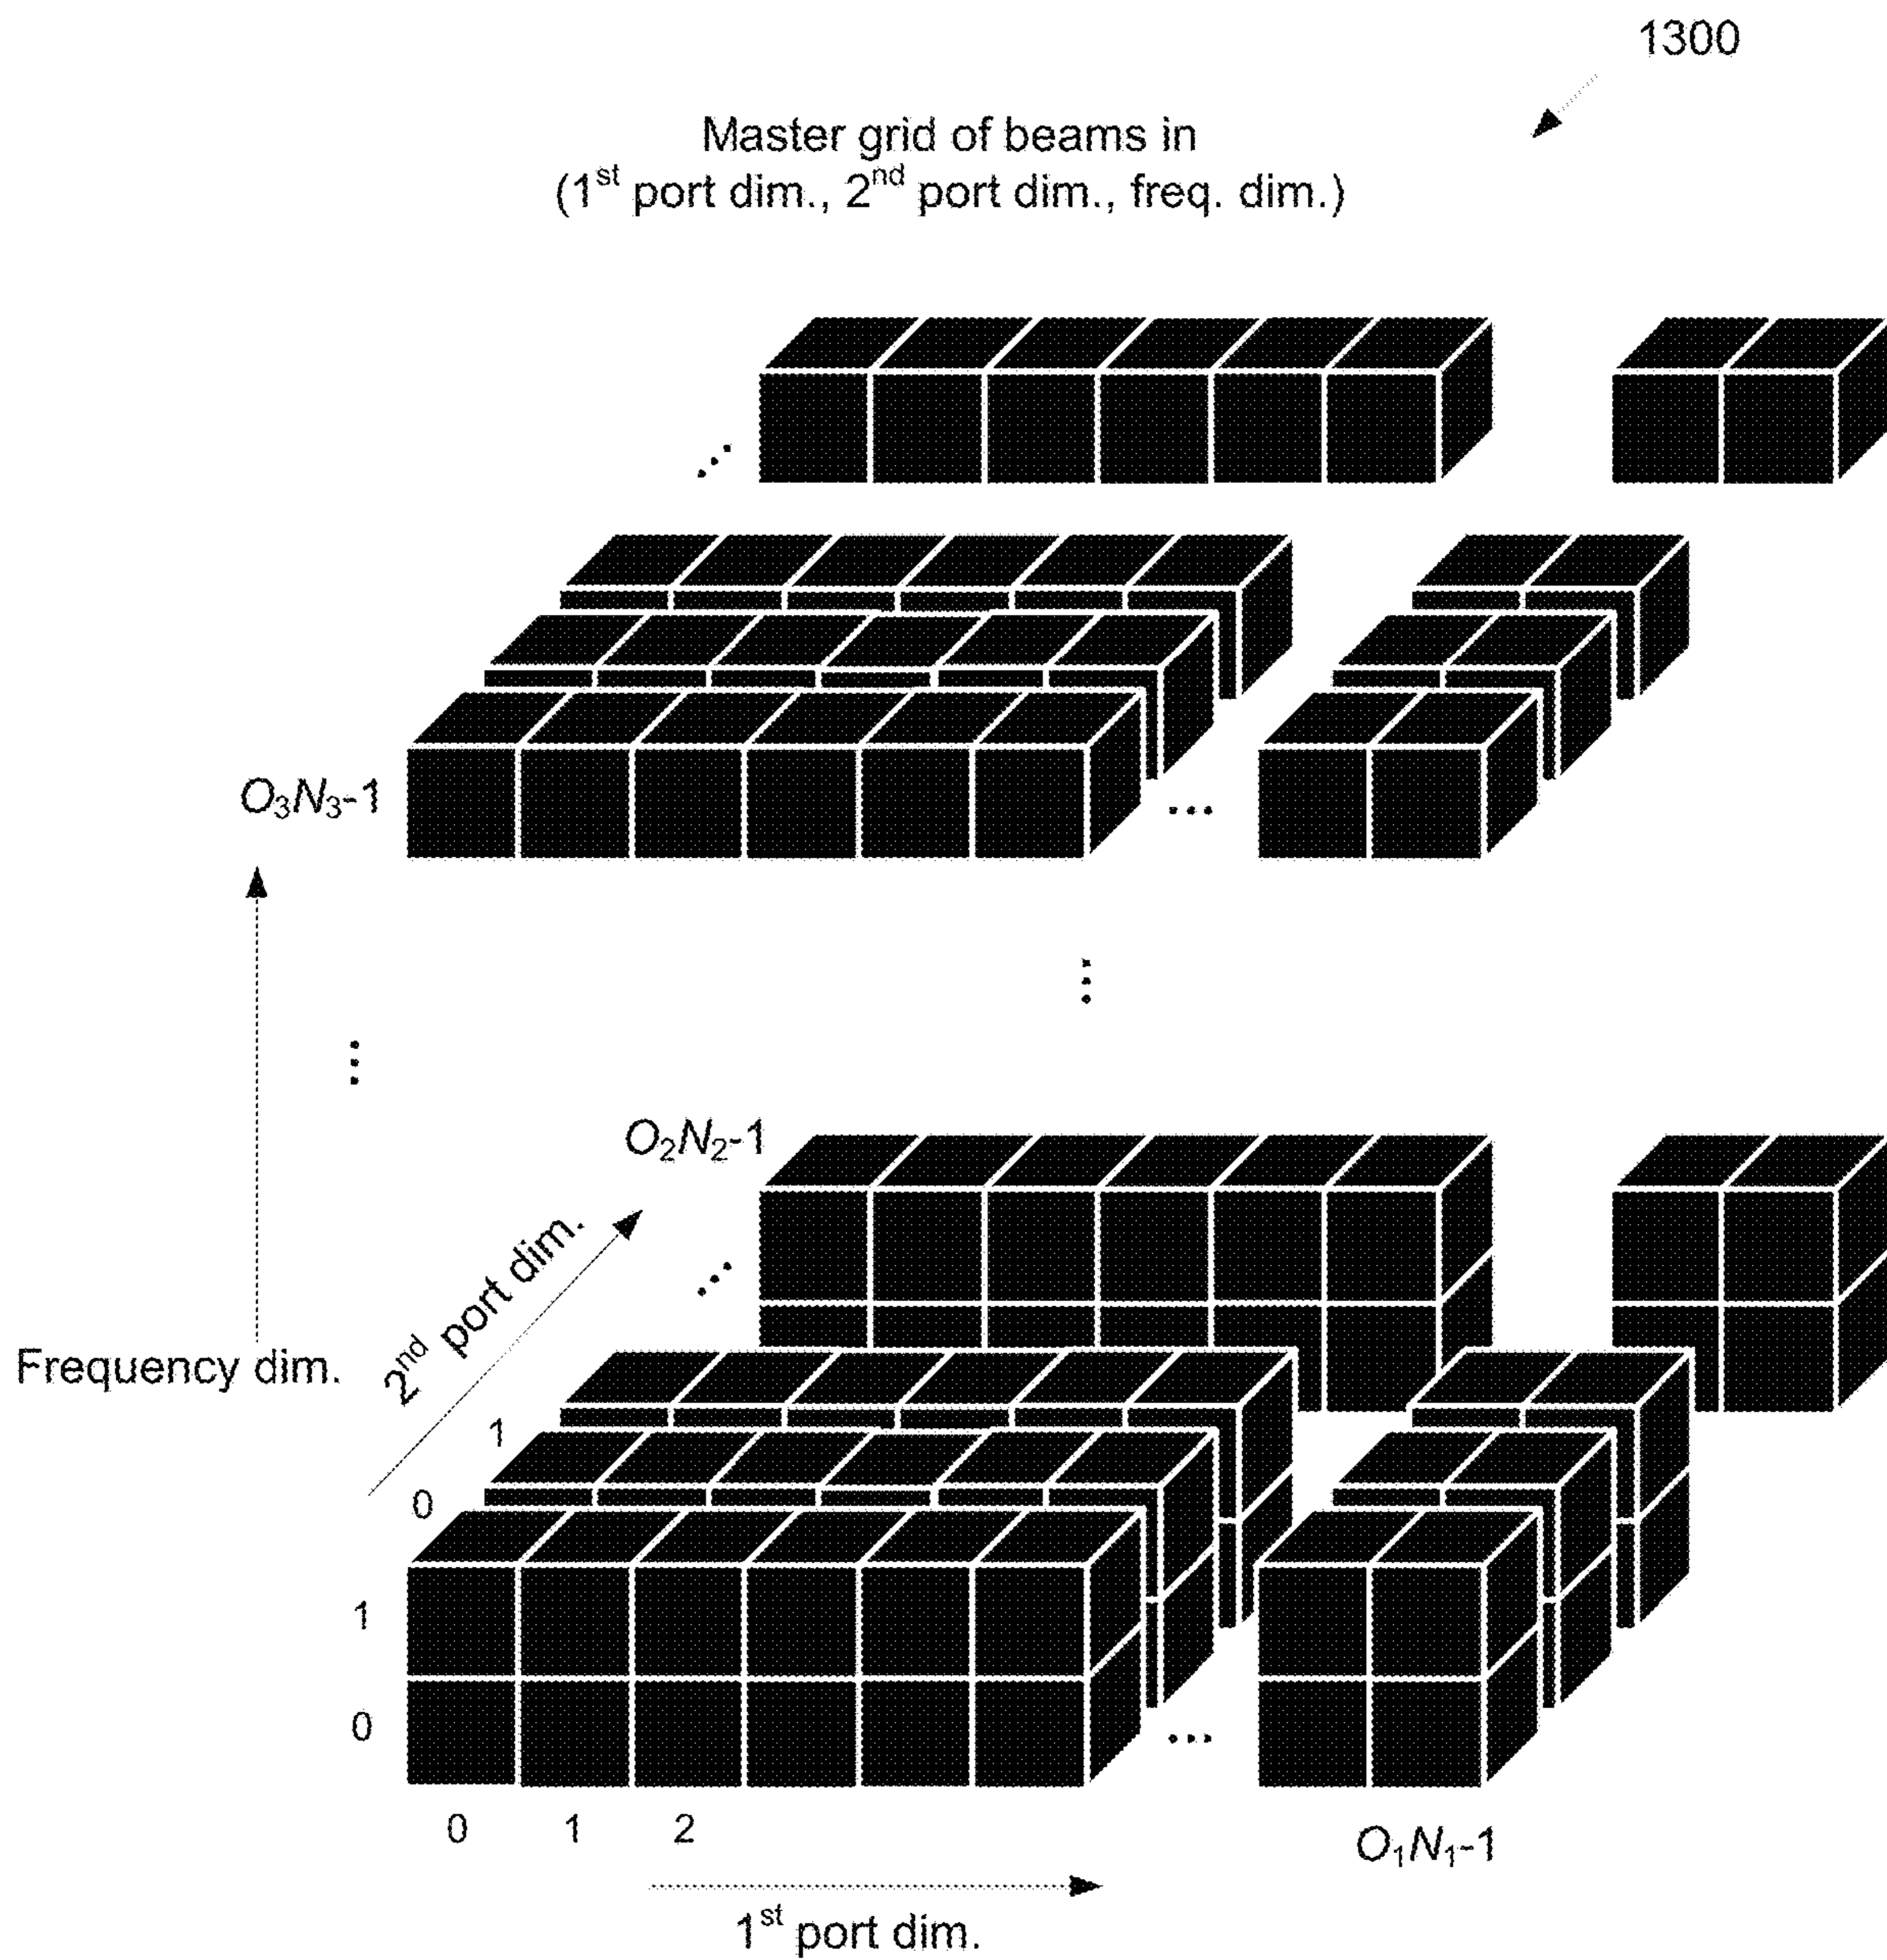 1300
Master grid of beams in
(1st port dim., 2nd port dim., freq. dim.)
...
O₃N₃-1
...
...
...
O₂N₂-1
...
2nd port dim.
Frequency dim.
1
0
1
0
...
0 1 2
O₁N₁-1
1st port dim.